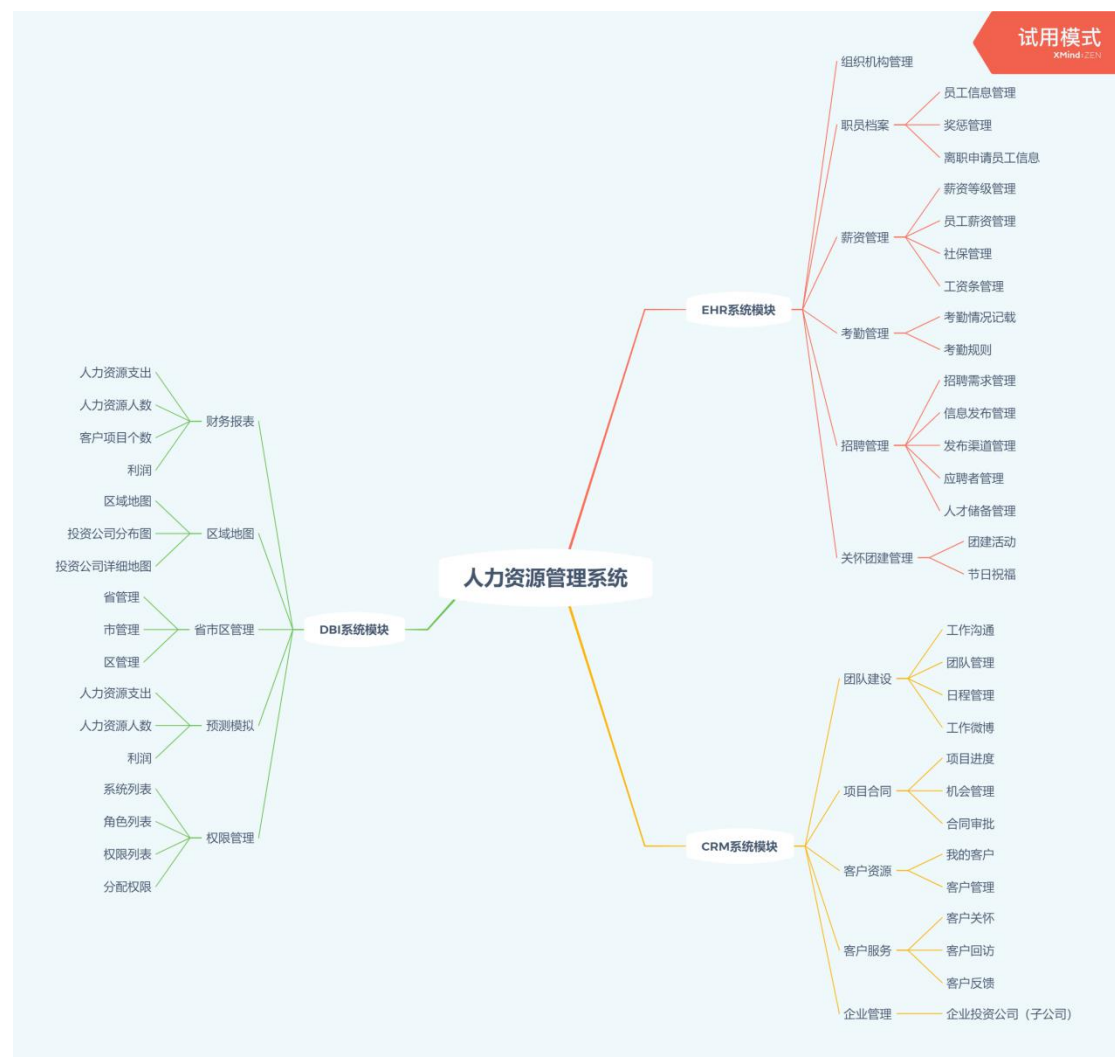 试用模式
XMind:ZEN
人力资源管理系统
EHR系统模块
组织机构管理
职员档案
员工信息管理
奖惩管理
离职申请员工信息
薪资管理
薪资等级管理
员工薪资管理
社保管理
工资条管理
考勤管理
考勤情况记载
考勤规则
招聘管理
招聘需求管理
信息发布管理
发布渠道管理
应聘者管理
人才储备管理
关怀团建管理
团建活动
节日祝福
CRM系统模块
团队建设
工作沟通
团队管理
日程管理
工作微博
项目合同
项目进度
机会管理
合同审批
客户资源
我的客户
客户管理
客户服务
客户关怀
客户回访
客户反馈
企业管理
企业投资公司（子公司）
DBI系统模块
财务报表
人力资源支出
人力资源人数
客户项目个数
利润
区域地图
区域地图
投资公司分布图
投资公司详细地图
省市区管理
省管理
市管理
区管理
预测模拟
人力资源支出
人力资源人数
利润
权限管理
系统列表
角色列表
权限列表
分配权限